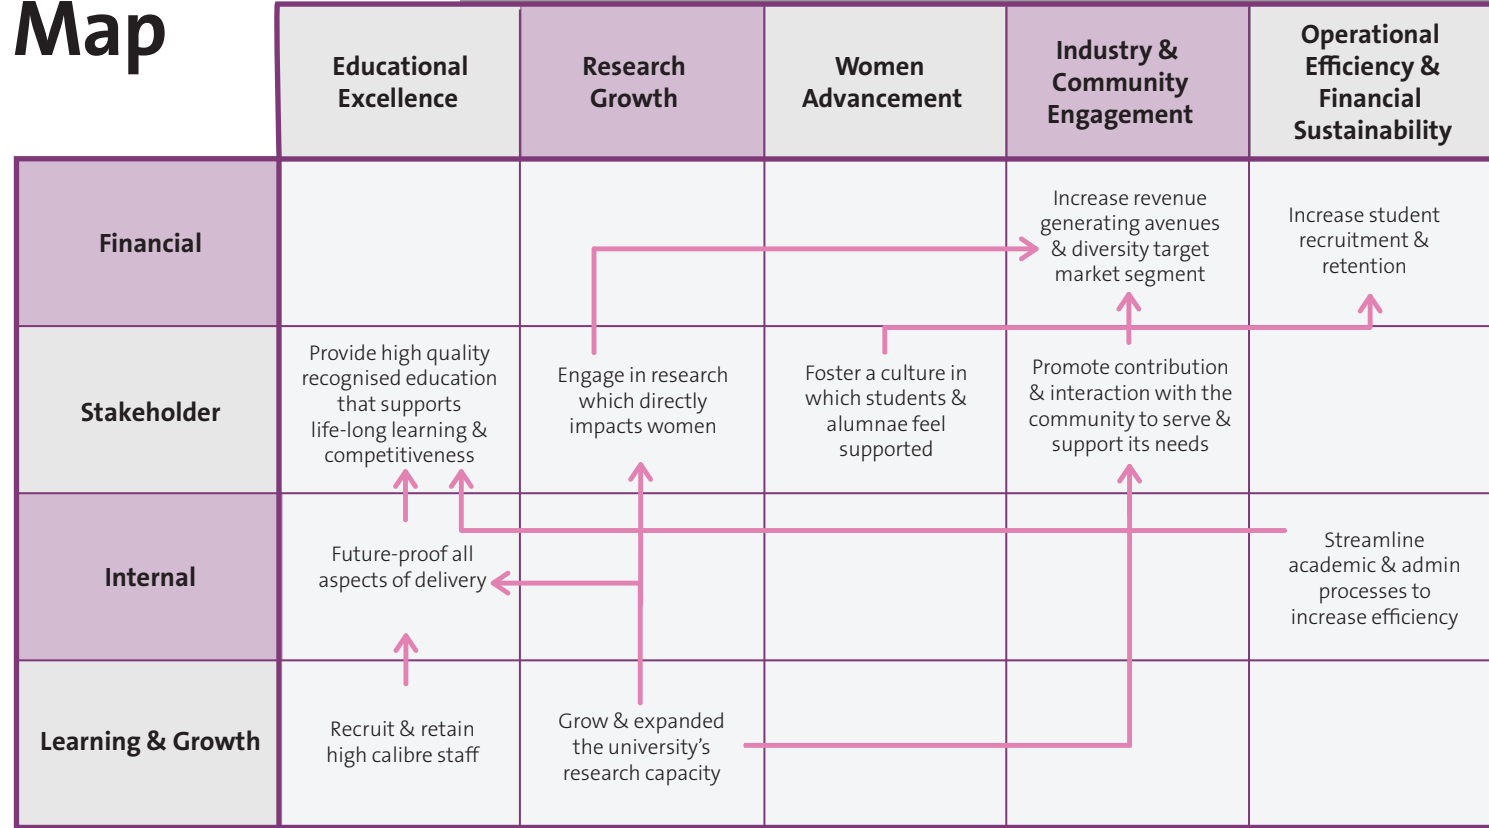 Map
Educational
Excellence
Research
Growth
Women
Advancement
Industry &
Community
Engagement
Operational
Efficiency &
Financial
Sustainability
Financial
Increase revenue
generating avenues
& diversity target
market segment
Increase student
recruitment &
retention
Stakeholder
Provide high quality
recognised education
that supports
life-long learning &
competitiveness
Engage in research
which directly
impacts women
Foster a culture in
which students &
alumnae feel
supported
Promote contribution
& interaction with the
community to serve &
support its needs
Internal
Future-proof all
aspects of delivery
Streamline
academic & admin
processes to
increase efficiency
Learning & Growth
Recruit & retain
high calibre staff
Grow & expanded
the university's
research capacity